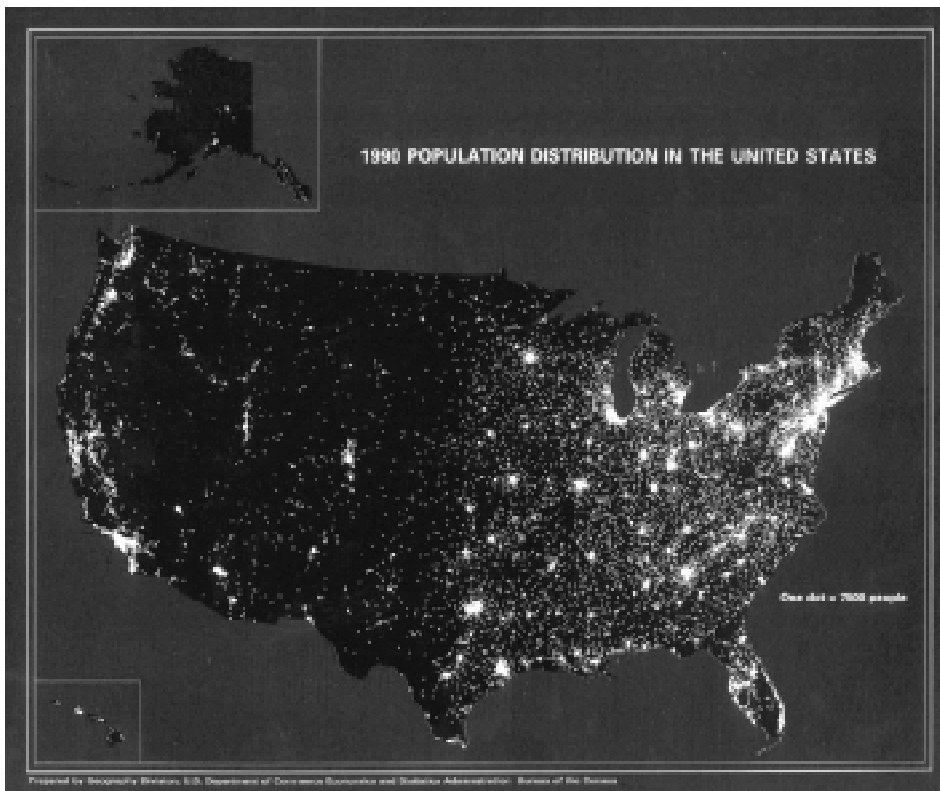 1990 POPULATION DISTRIBUTION IN THE UNITED STATES
One dot = 7500 people
Prepared by Geography Division, U.S. Department of Commerce Economics and Statistics Administration Bureau of the Census